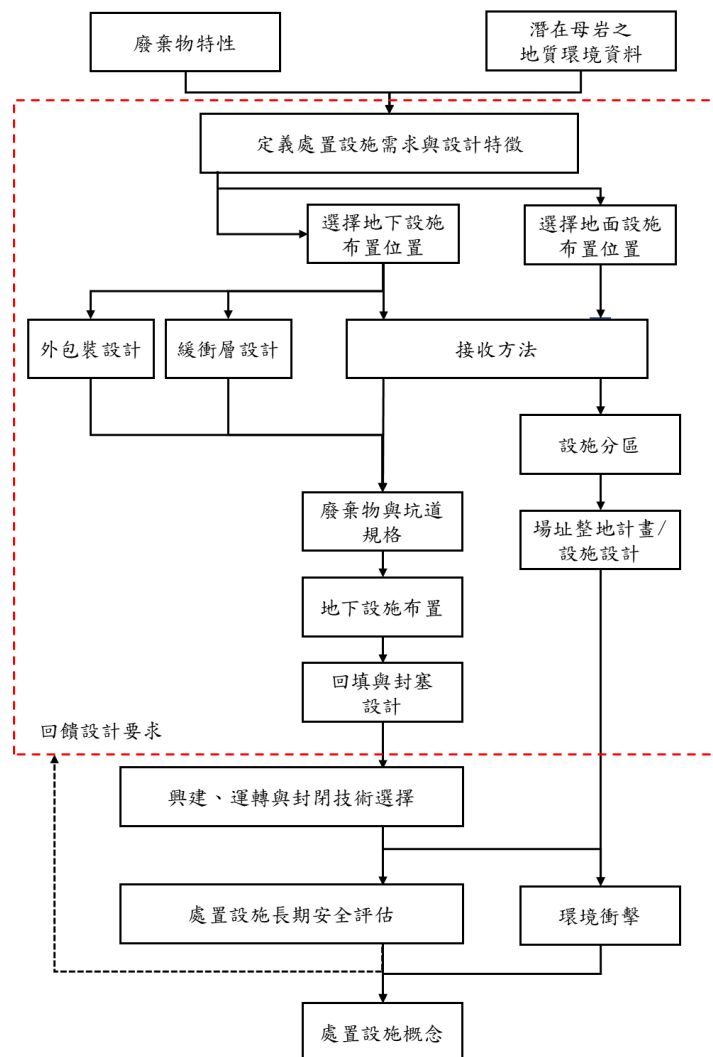 廢棄物特性
潛在母岩之
地質環境資料
定義處置設施需求與設計特徵
選擇地下設施
布置位置
選擇地面設施
布置位置
外包裝設計
緩衝層設計
接收方法
設施分區
廢棄物與坑道
規格
場址整地計畫/
設施設計
地下設施布置
回填與封塞
設計
回饋設計要求
興建、運轉與封閉技術選擇
處置設施長期安全評估
環境衝擊
處置設施概念